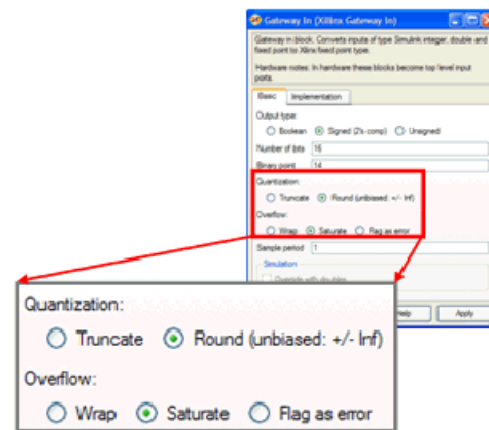 Gateway In (Xilinx Gateway In)
Gateway in block. Converts inputs of type Simulink integer, double and
fixed point to Xilinx fixed point type.
Hardware notes: In hardware these blocks become top level input
ports.
Basic Implementation
Output type:
Boolean Signed (2's comp) Unsigned
Number of bits 16
Binary point 14
Quantization:
Truncate Round (unbiased: +/- Inf)
Overflow:
Wrap Saturate Flag as error
Sample period 1
Simulation
Override with doubles
Help Apply
Quantization:
Truncate Round (unbiased: +/- Inf)
Overflow:
Wrap Saturate Flag as error